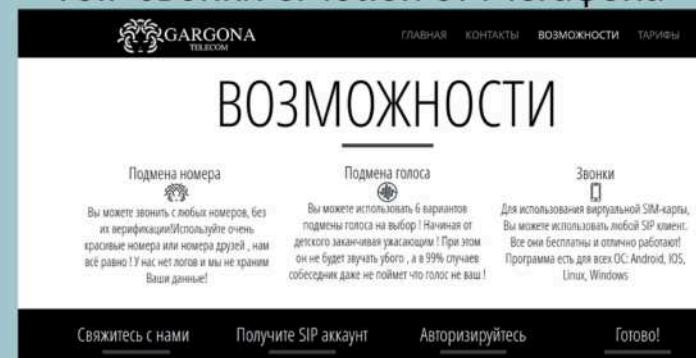 GARGONA
TELECOM
ГЛАВНАЯ КОНТАКТЫ ВОЗМОЖНОСТИ ТАРИФЫ
ВОЗМОЖНОСТИ
Подмена номера
Вы можете звонить с любых номеров, без
их верификации!Используйте очень
красивые номера или номера друзей , нам
всё равно ! У нас нет логов и мы не храним
Ваши данные!
Подмена голоса
Вы можете использовать 6 вариантов
подмены голоса на выбор ! Начиная от
детского заканчивая ужасающим ! При этом
он не будет звучать убого , а в 99% случаев
собеседник даже не поймет что голос не ваш !
Звонки
Для использования виртуальной SIM-карты,
Вы можете использовать любой SIP клиент.
Все они бесплатны и отлично работают!
Программа есть для всех ОС: Android, IOS,
Linux, Windows
Свяжитесь с нами Получите SIP аккаунт Авторизируйтесь Готово!